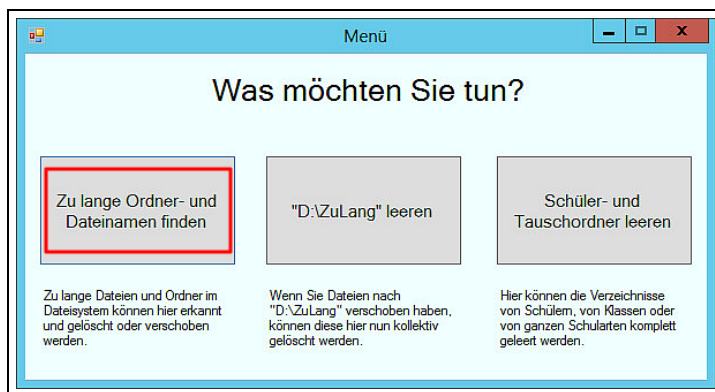 Menü
Was möchten Sie tun?
Zu lange Ordner- und
Dateinamen finden
"D:\ZuLang" leeren
Schüler- und
Tauschordner leeren
Zu lange Dateien und Ordner im
Dateisystem können hier erkannt
und gelöscht oder verschoben
werden.
Wenn Sie Dateien nach
"D:\ZuLang" verschoben haben,
können diese hier nun kollektiv
gelöscht werden.
Hier können die Verzeichnisse
von Schülern, von Klassen oder
von ganzen Schularten komplett
geleert werden.